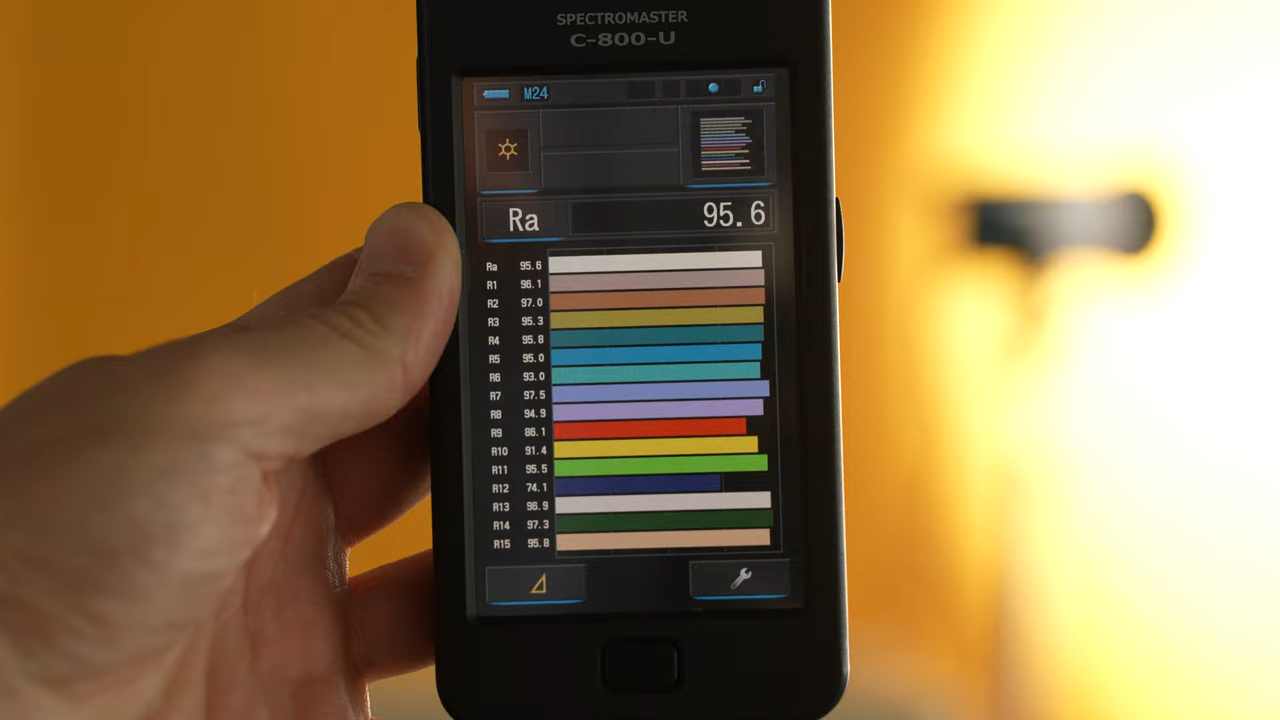 SPECTROMASTER
C-800-U
M24
Ra 95.6
Ra 95.6
R1 96.1
R2 97.0
R3 95.3
R4 95.8
R5 95.0
R6 93.0
R7 97.5
R8 94.9
R9 86.1
R10 91.4
R11 95.5
R12 74.1
R13 96.9
R14 97.3
R15 95.8